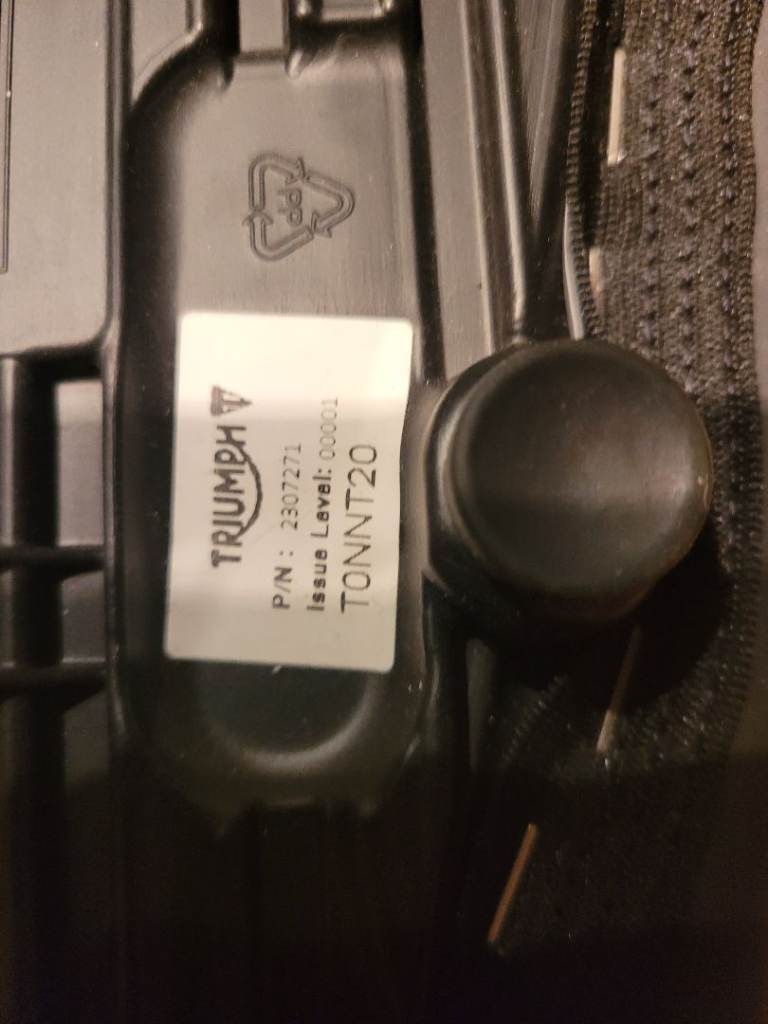 PP
TRIUMPH
P/N: 2307271
Issue Level: 00001
TONNT20